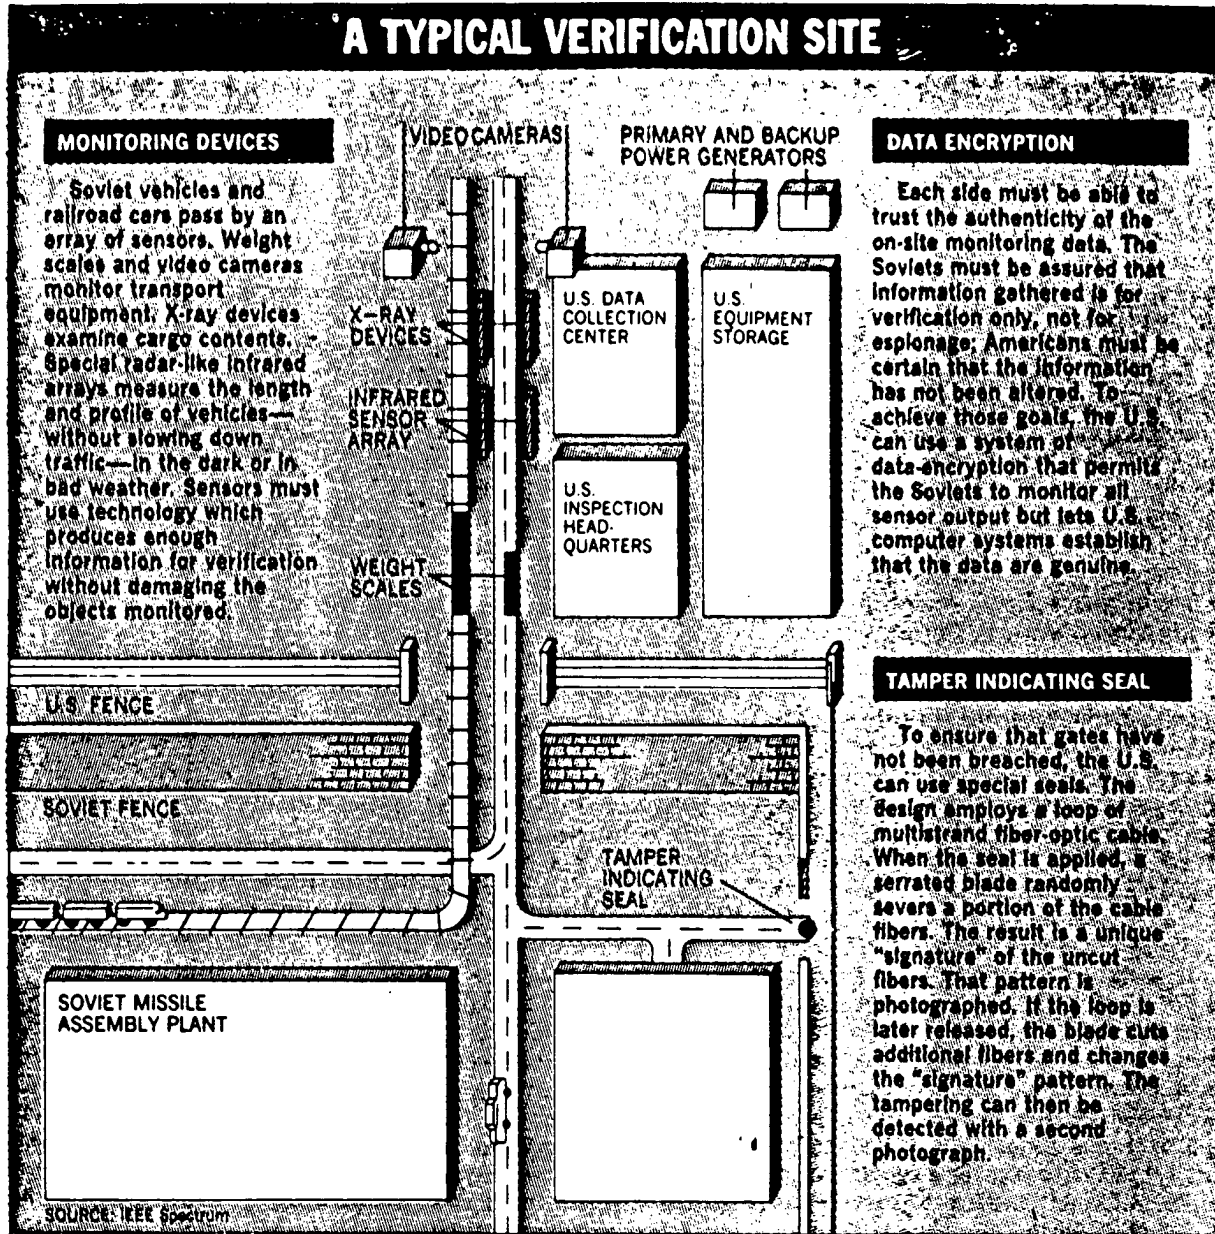 A TYPICAL VERIFICATION SITE
MONITORING DEVICES
Soviet vehicles and
railroad cars pass by an
array of sensors. Weight
scales and video cameras
monitor transport
equipment. X-ray devices
examine cargo contents.
Special radar-like infrared
arrays measure the length
and profile of vehicles—
without slowing down
traffic—in the dark or in
bad weather. Sensors must
use technology which
produces enough
information for verification
without damaging the
objects monitored.
VIDEO CAMERAS
PRIMARY AND BACKUP
POWER GENERATORS
X-RAY
DEVICES
INFRARED
SENSOR
ARRAY
WEIGHT
SCALES
U.S. DATA
COLLECTION
CENTER
U.S.
EQUIPMENT
STORAGE
U.S.
INSPECTION
HEAD-
QUARTERS
U.S. FENCE
SOVIET FENCE
TAMPER
INDICATING
SEAL
SOVIET MISSILE
ASSEMBLY PLANT
SOURCE: IEEE Spectrum
DATA ENCRYPTION
Each side must be able to
trust the authenticity of the
on-site monitoring data. The
Soviets must be assured that
information gathered is for
verification only, not for
espionage; Americans must be
certain that the information
has not been altered. To
achieve those goals, the U.S.
can use a system of
data-encryption that permits
the Soviets to monitor all
sensor output but lets U.S.
computer systems establish
that the data are genuine.
TAMPER INDICATING SEAL
To ensure that gates have
not been breached, the U.S.
can use special seals. The
design employs a loop of
multistrand fiber-optic cable.
When the seal is applied, a
serrated blade randomly
severs a portion of the cable
fibers. The result is a unique
"signature" of the uncut
fibers. That pattern is
photographed. If the loop is
later released, the blade cuts
additional fibers and changes
the "signature" pattern. The
tampering can then be
detected with a second
photograph.